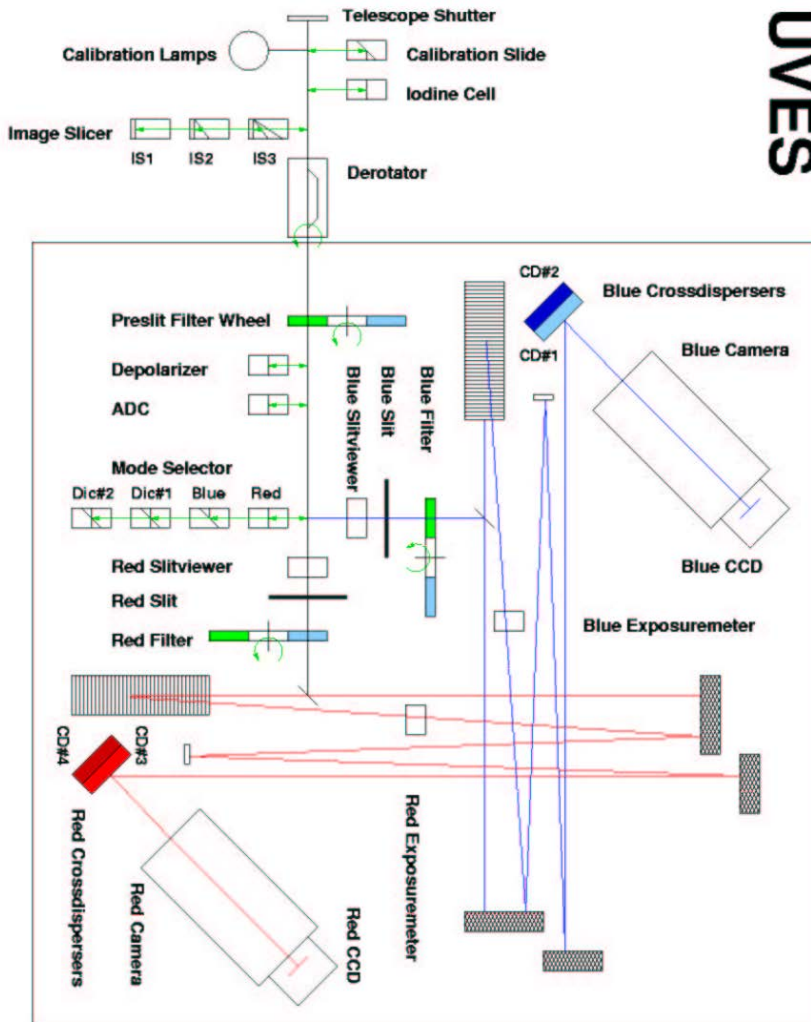 UVES
Telescope Shutter
Calibration Lamps
Calibration Slide
Iodine Cell
Image Slicer
IS1 IS2 IS3
Derotator
CD#2
Blue Crossdispersers
Preslit Filter Wheel
CD#1
Blue Camera
Depolarizer
ADC
Blue Slitviewer
Blue Slit
Blue Filter
Mode Selector
Dic#2 Dic#1 Blue Red
Red Slitviewer
Blue CCD
Red Slit
Blue Exposuremeter
Red Filter
CD#4
CD#3
Red Crossdispersers
Red Camera
Red CCD
Red Exposuremeter